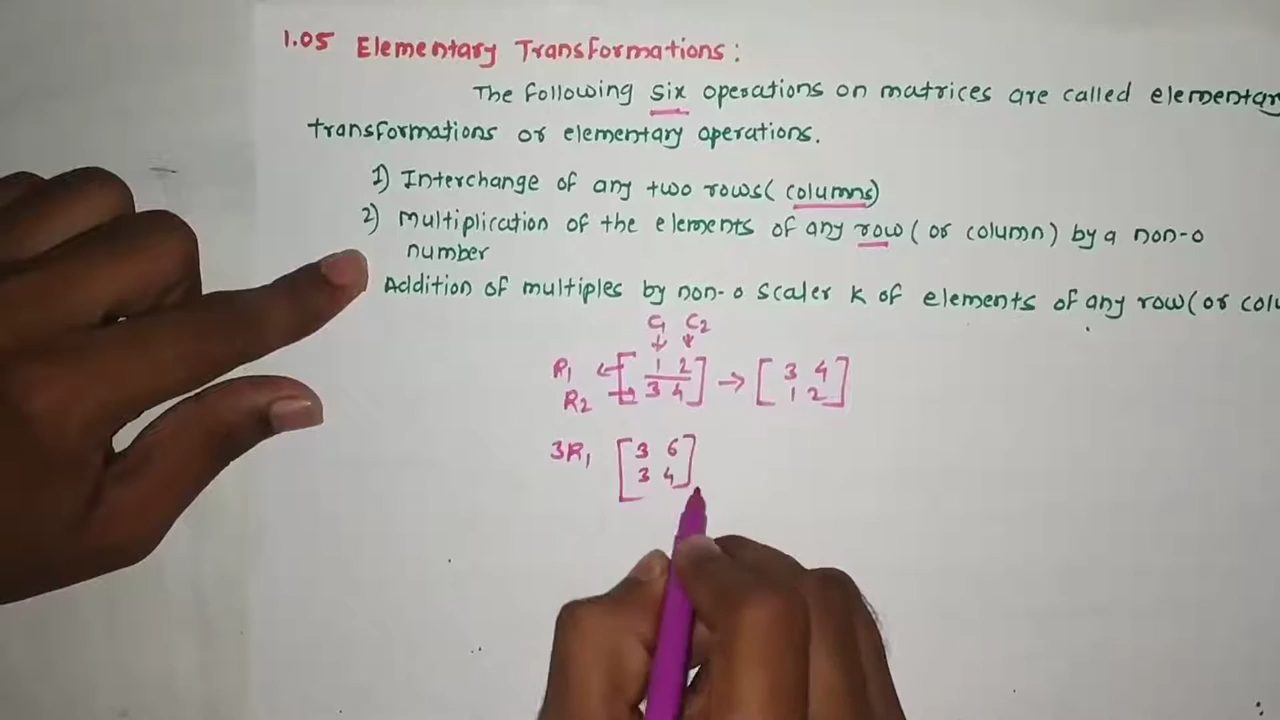 1.05 Elementary Transformations:
The following six operations on matrices are called elementary
transformations or elementary operations.
1) Interchange of any two rows( columns)
2) Multiplication of the elements of any row( or column) by a non-0
number
Addition of multiples by non-0 scaler K of elements of any row( or colu
C1 C2
R1 [ 1 2 ] → [ 3 4 ]
R2 [ 3 4 ] [ 1 2 ]
3R1 [ 3 6 ]
[ 3 4 ]